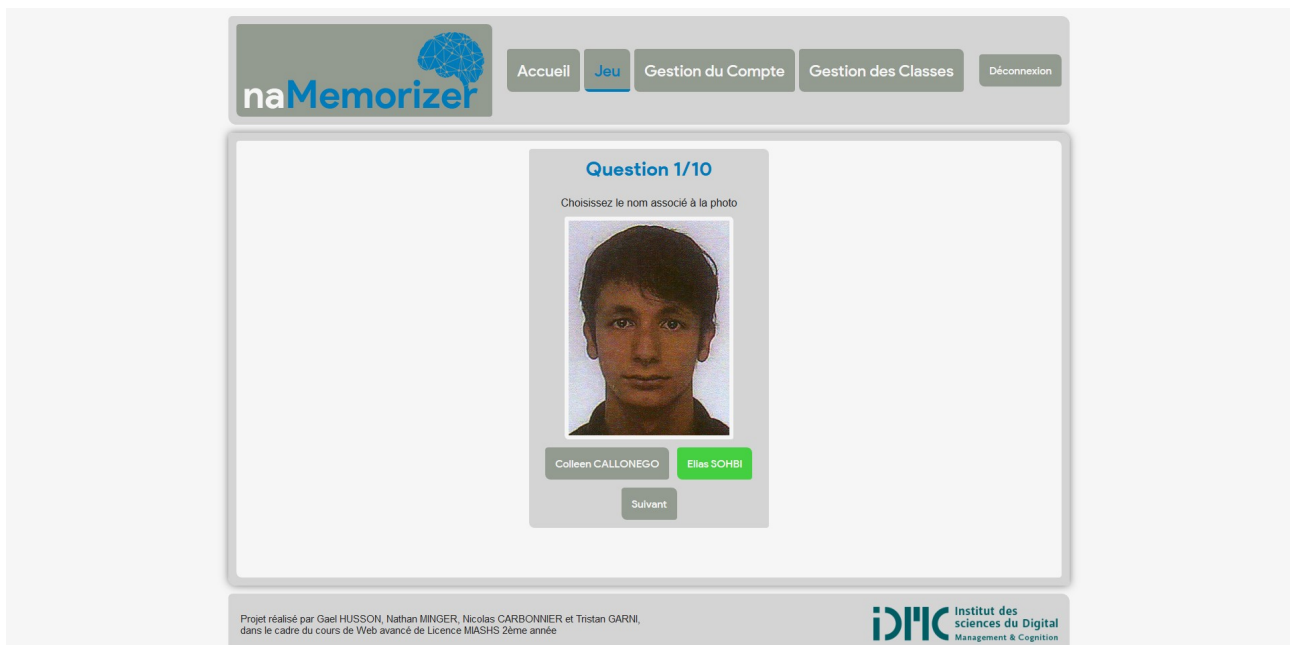 naMemorizer
Accueil
Jeu
Gestion du Compte
Gestion des Classes
Déconnexion
Question 1/10
Choisissez le nom associé à la photo
Colleen CALLONEGO
Elias SOHBI
Suivant
Projet réalisé par Gael HUSSON, Nathan MINGER, Nicolas CARBONNIER et Tristan GARNI,
dans le cadre du cours de Web avancé de Licence MIASHS 2ème année
iDMC
Institut des
sciences du Digital
Management & Cognition